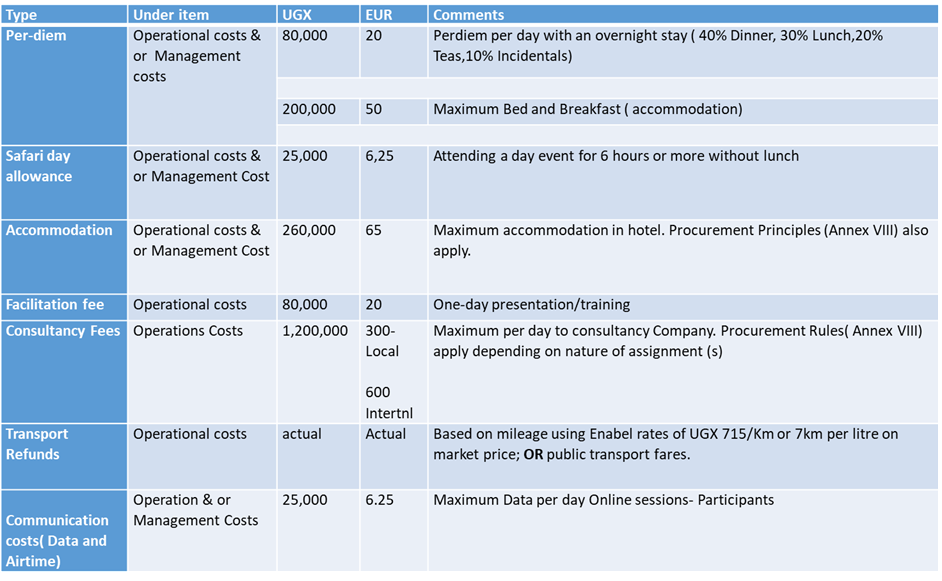 Type Under item UGX EUR Comments
Per-diem Operational costs & 80,000 20 Perdiem per day with an overnight stay ( 40% Dinner, 30% Lunch,20%
or Management Teas,10% Incidentals)
costs
200,000 50 Maximum Bed and Breakfast ( accommodation)
Safari day Operational costs & 25,000 6,25 Attending a day event for 6 hours or more without lunch
allowance or Management Cost
Accommodation Operational costs & 260,000 65 Maximum accommodation in hotel. Procurement Principles (Annex VIII) also
or Management Cost apply.
Facilitation fee Operational costs 80,000 20 One-day presentation/training
Consultancy Fees Operations Costs 1,200,000 300- Maximum per day to consultancy Company. Procurement Rules( Annex VIII)
Local apply depending on nature of assignment (s)
600
Interntl
Transport Operational costs actual Actual Based on mileage using Enabel rates of UGX 715/Km or 7km per litre on
Refunds market price; OR public transport fares.
Operation & or 25,000 6.25 Maximum Data per day Online sessions- Participants
Communication Management Costs
costs( Data and
Airtime)